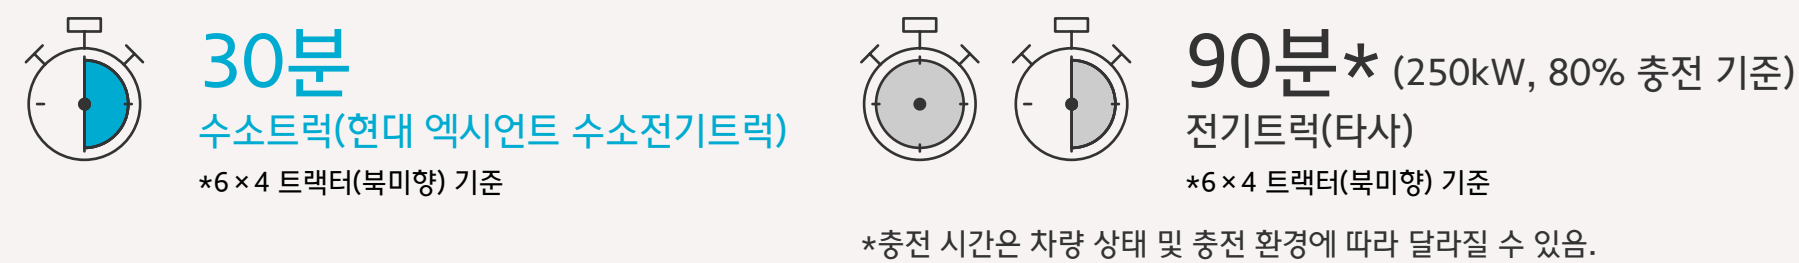 30분
수소트럭(현대 엑시언트 수소전기트럭)
*6×4 트랙터(북미향) 기준
90분* (250kW, 80% 충전 기준)
전기트럭(타사)
*6×4 트랙터(북미향) 기준
*충전 시간은 차량 상태 및 충전 환경에 따라 달라질 수 있음.